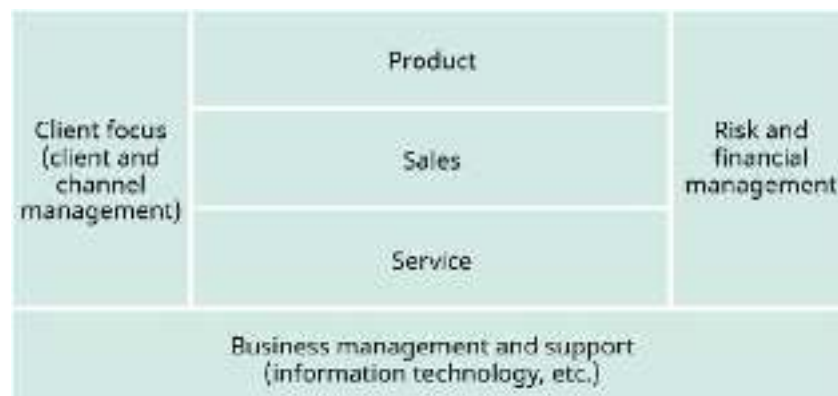 Client focus
(client and
channel
management)
Product
Sales
Service
Risk and
financial
management
Business management and support
(information technology, etc.)